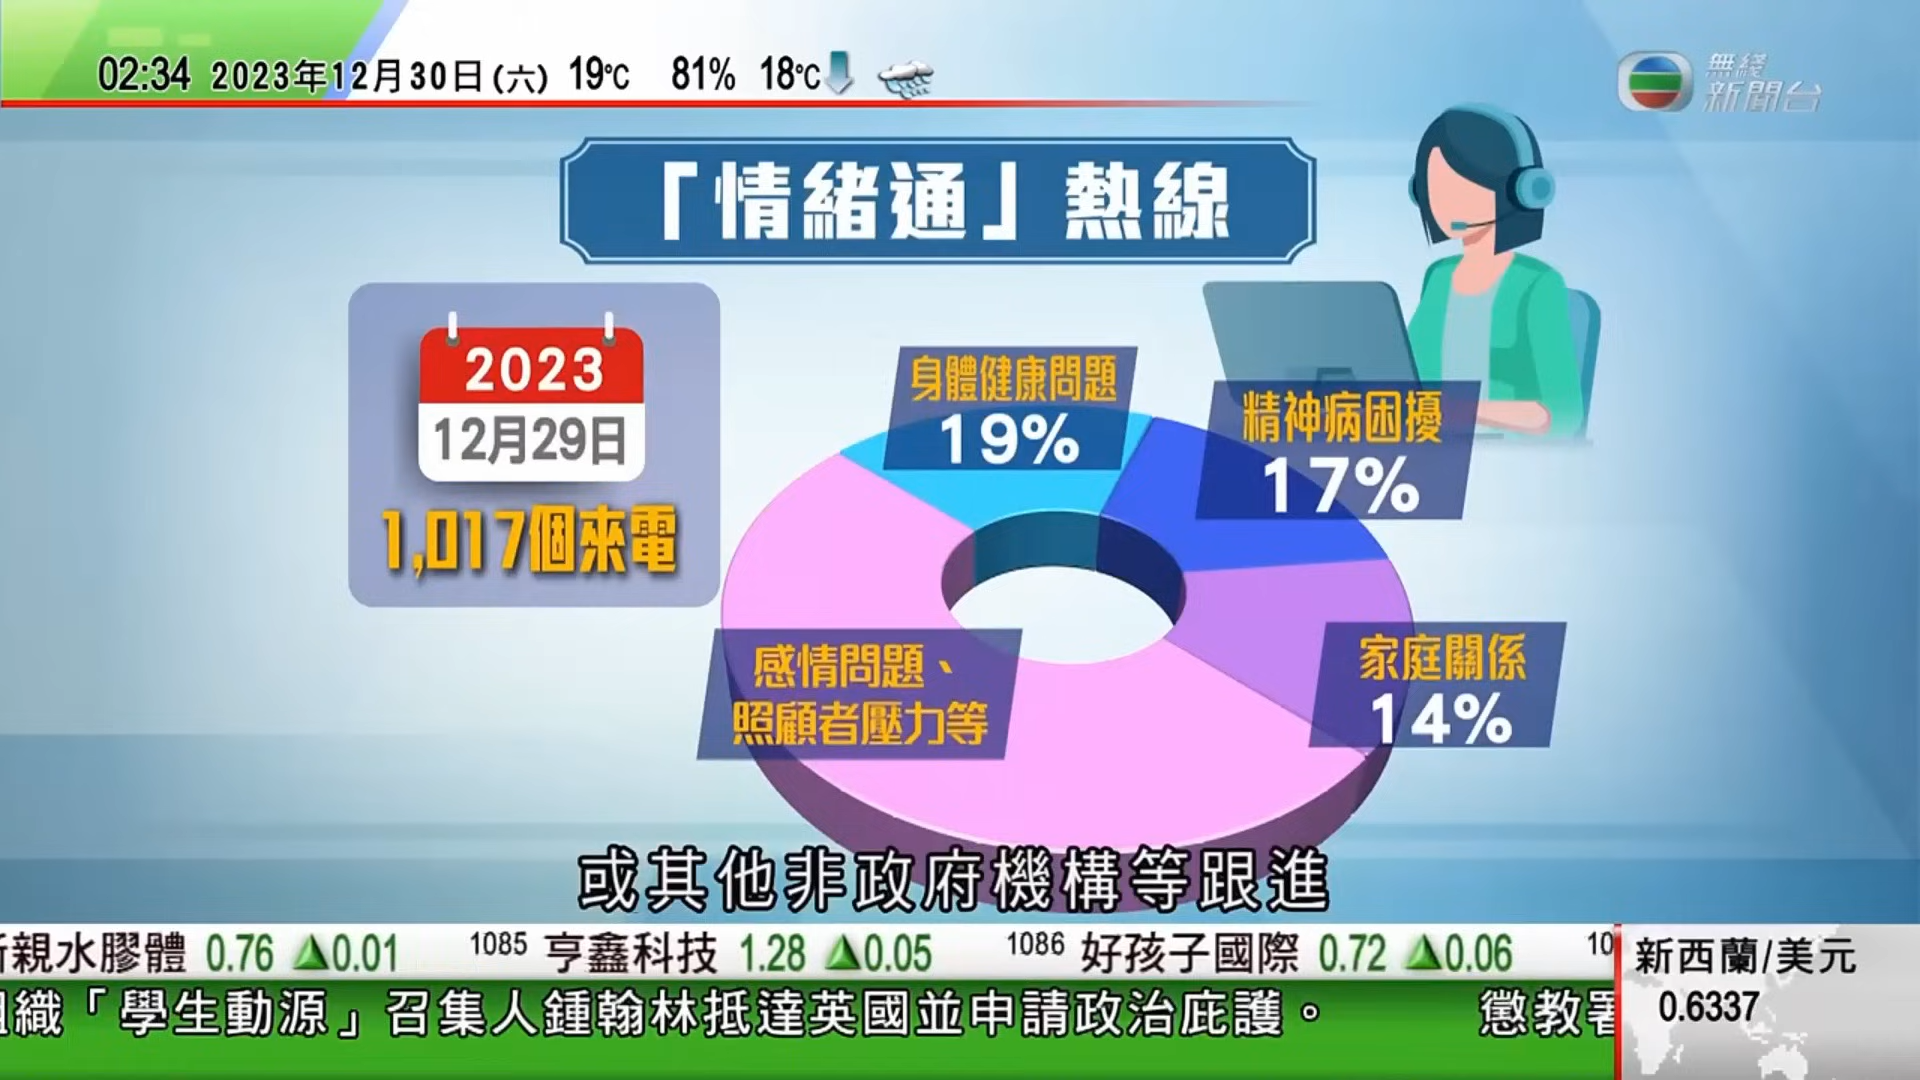 02:34 2023年12月30日(六) 19℃ 81% 18℃
無綫
新聞台
「情緒通」熱線
2023
12月29日
1,017個來電
身體健康問題
19%
精神病困擾
17%
感情問題、
照顧者壓力等
家庭關係
14%
或其他非政府機構等跟進
親水膠體 0.76 ▲0.01 1085 亨鑫科技 1.28 ▲0.05 1086 好孩子國際 0.72 ▲0.06 10
織「學生動源」召集人鍾翰林抵達英國並申請政治庇護。 懲教署
新西蘭/美元
0.6337